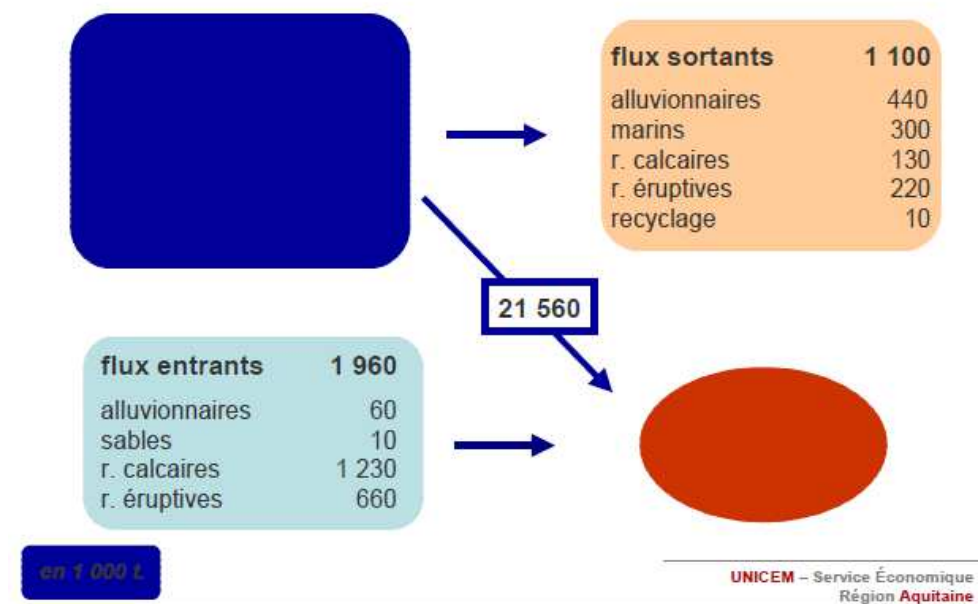 flux sortants 1 100
alluvionnaires 440
marins 300
r. calcaires 130
r. éruptives 220
recyclage 10
21 560
flux entrants 1 960
alluvionnaires 60
sables 10
r. calcaires 1 230
r. éruptives 660
en 1 000 t.
UNICEM – Service Économique
Région Aquitaine